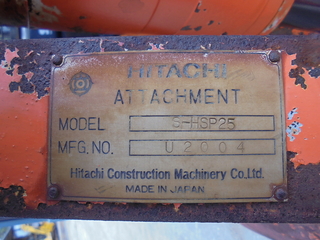 HITACHI
ATTACHMENT
MODEL S-HSP25
MFG. NO. U2004
Hitachi Construction Machinery Co., Ltd.
MADE IN JAPAN